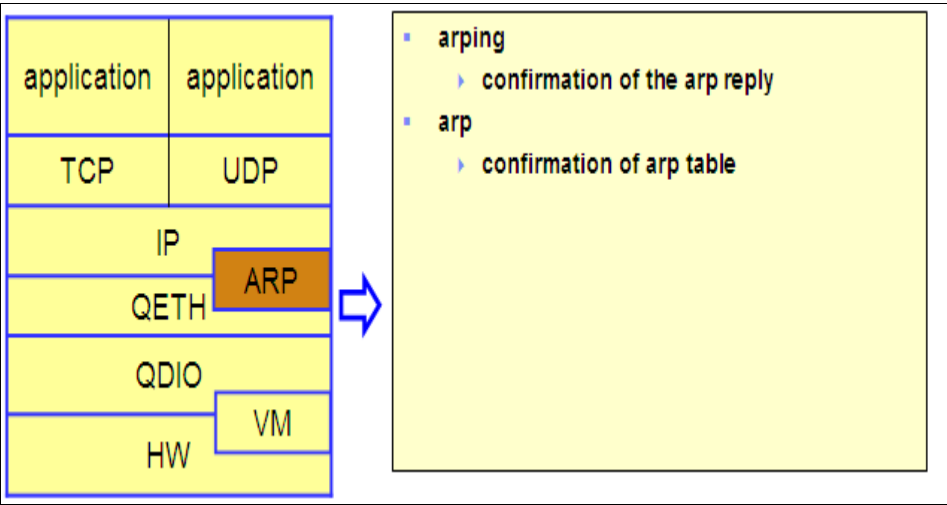 application application
TCP UDP
IP
ARP
QETH
QDIO
VM
HW
arping
confirmation of the arp reply
arp
confirmation of arp table